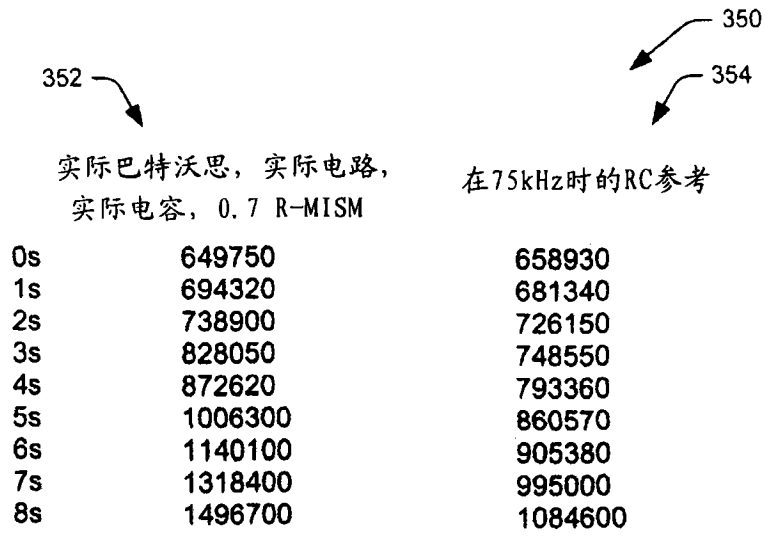 350
352
354
实际巴特沃思，实际电路，
实际电容，0.7 R-MISM
在75kHz时的RC参考
0s 649750 658930
1s 694320 681340
2s 738900 726150
3s 828050 748550
4s 872620 793360
5s 1006300 860570
6s 1140100 905380
7s 1318400 995000
8s 1496700 1084600